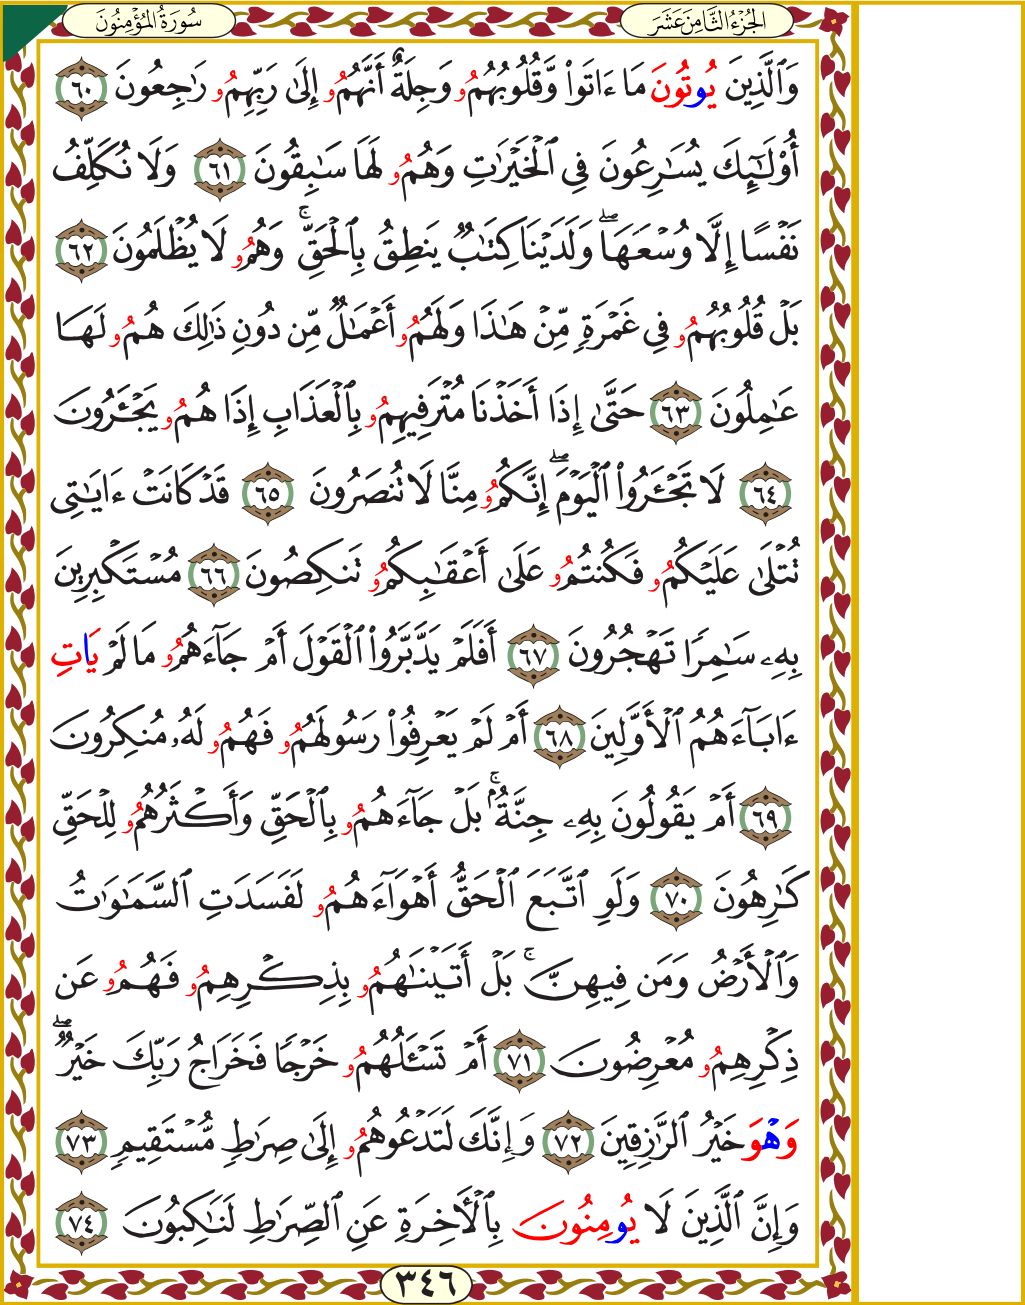 سُورَةُ المُؤْمِنُونَ
الجُزْءُ الثَّامِنَ عَشَرَ
وَٱلَّذِينَ يُوتُونَ مَا ءَاتَوا۟ وَّقُلُوبُهُمُۥ وَجِلَةٌ أَنَّهُمُۥ إِلَىٰ رَبِّهِمُۥ رَٰجِعُونَ ٦٠
أُو۟لَٰٓئِكَ يُسَٰرِعُونَ فِى ٱلْخَيْرَٰتِ وَهُمُۥ لَهَا سَٰبِقُونَ ٦١ وَلَا نُكَلِّفُ
نَفْسًا إِلَّا وُسْعَهَاۖ وَلَدَيْنَا كِتَٰبٌ يَنطِقُ بِٱلْحَقِّۚ وَهُمُۥ لَا يُظْلَمُونَ ٦٢
بَلْ قُلُوبُهُمُۥ فِى غَمْرَةٍ مِّنْ هَٰذَا وَلَهُمُۥ أَعْمَٰلٌ مِّن دُونِ ذَٰلِكَ هُمُۥ لَهَا
عَٰمِلُونَ ٦٣ حَتَّىٰ إِذَا أَخَذْنَا مُتْرَفِيهِمُۥ بِٱلْعَذَابِ إِذَا هُمُۥ يَجْـَٔرُونَ
٦٤ لَا تَجْـَٔرُوا۟ ٱلْيَوْمَۖ إِنَّكُمُۥ مِنَّا لَا تُنصَرُونَ ٦٥ قَدْ كَانَتْ ءَايَٰتِى
تُتْلَىٰ عَلَيْكُمُۥ فَكُنتُمُۥ عَلَىٰ أَعْقَٰبِكُمُۥ تَنكِصُونَ ٦٦ مُسْتَكْبِرِينَ
بِهِۦ سَٰمِرًا تَهْجُرُونَ ٦٧ أَفَلَمْ يَدَّبَّرُوا۟ ٱلْقَوْلَ أَمْ جَآءَهُمُۥ مَا لَمْ يَاتِ
ءَابَآءَهُمُ ٱلْأَوَّلِينَ ٦٨ أَمْ لَمْ يَعْرِفُوا۟ رَسُولَهُمُۥ فَهُمُۥ لَهُۥ مُنكِرُونَ
٦٩ أَمْ يَقُولُونَ بِهِۦ جِنَّةٌۢۚ بَلْ جَآءَهُمُۥ بِٱلْحَقِّ وَأَكْثَرُهُمُۥ لِلْحَقِّ
كَٰرِهُونَ ٧٠ وَلَوِ ٱتَّبَعَ ٱلْحَقُّ أَهْوَآءَهُمُۥ لَفَسَدَتِ ٱلسَّمَٰوَٰتُ
وَٱلْأَرْضُ وَمَن فِيهِنَّۚ بَلْ أَتَيْنَٰهُمُۥ بِذِكْرِهِمُۥ فَهُمُۥ عَن
ذِكْرِهِمُۥ مُعْرِضُونَ ٧١ أَمْ تَسْـَٔلُهُمُۥ خَرْجًا فَخَرَاجُ رَبِّكَ خَيْرٌۖ
وَهْوَ خَيْرُ ٱلرَّٰزِقِينَ ٧٢ وَإِنَّكَ لَتَدْعُوهُمُۥ إِلَىٰ صِرَٰطٍ مُّسْتَقِيمٍ ٧٣
وَإِنَّ ٱلَّذِينَ لَا يُومِنُونَ بِٱلْأَخِرَةِ عَنِ ٱلصِّرَٰطِ لَنَٰكِبُونَ ٧٤
٣٤٦